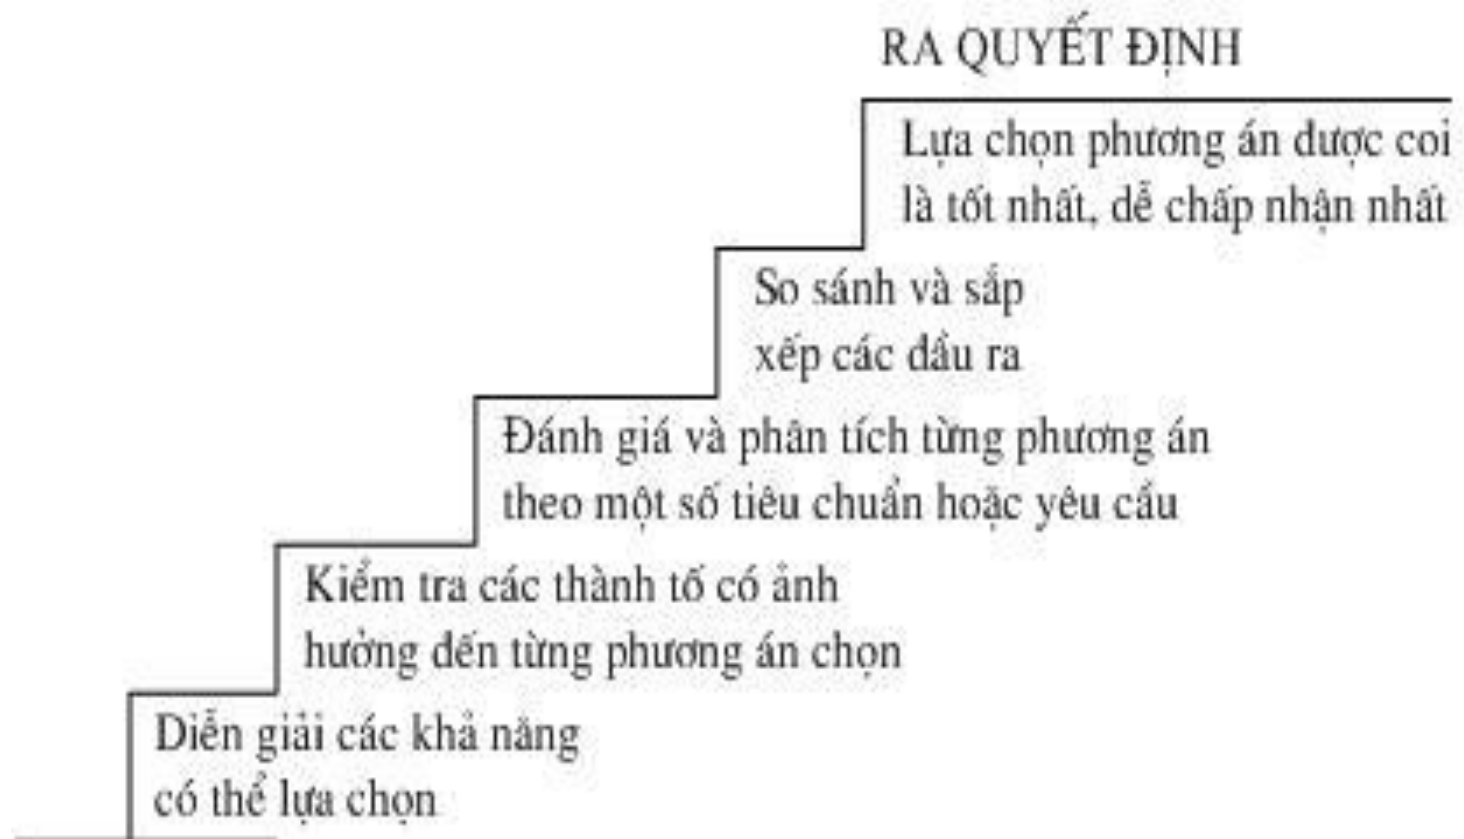 RA QUYẾT ĐỊNH
Lựa chọn phương án được coi
là tốt nhất, dễ chấp nhận nhất
So sánh và sắp
xếp các đầu ra
Đánh giá và phân tích từng phương án
theo một số tiêu chuẩn hoặc yêu cầu
Kiểm tra các thành tố có ảnh
hưởng đến từng phương án chọn
Diễn giải các khả năng
có thể lựa chọn